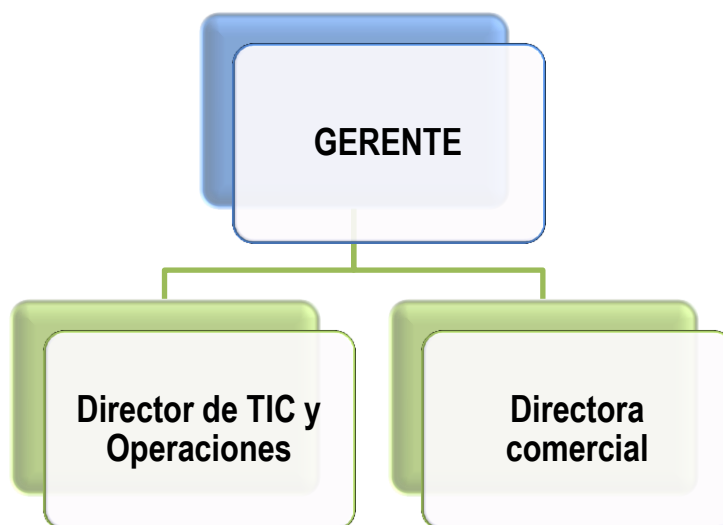 GERENTE
Director de TIC y
Operaciones
Directora
comercial